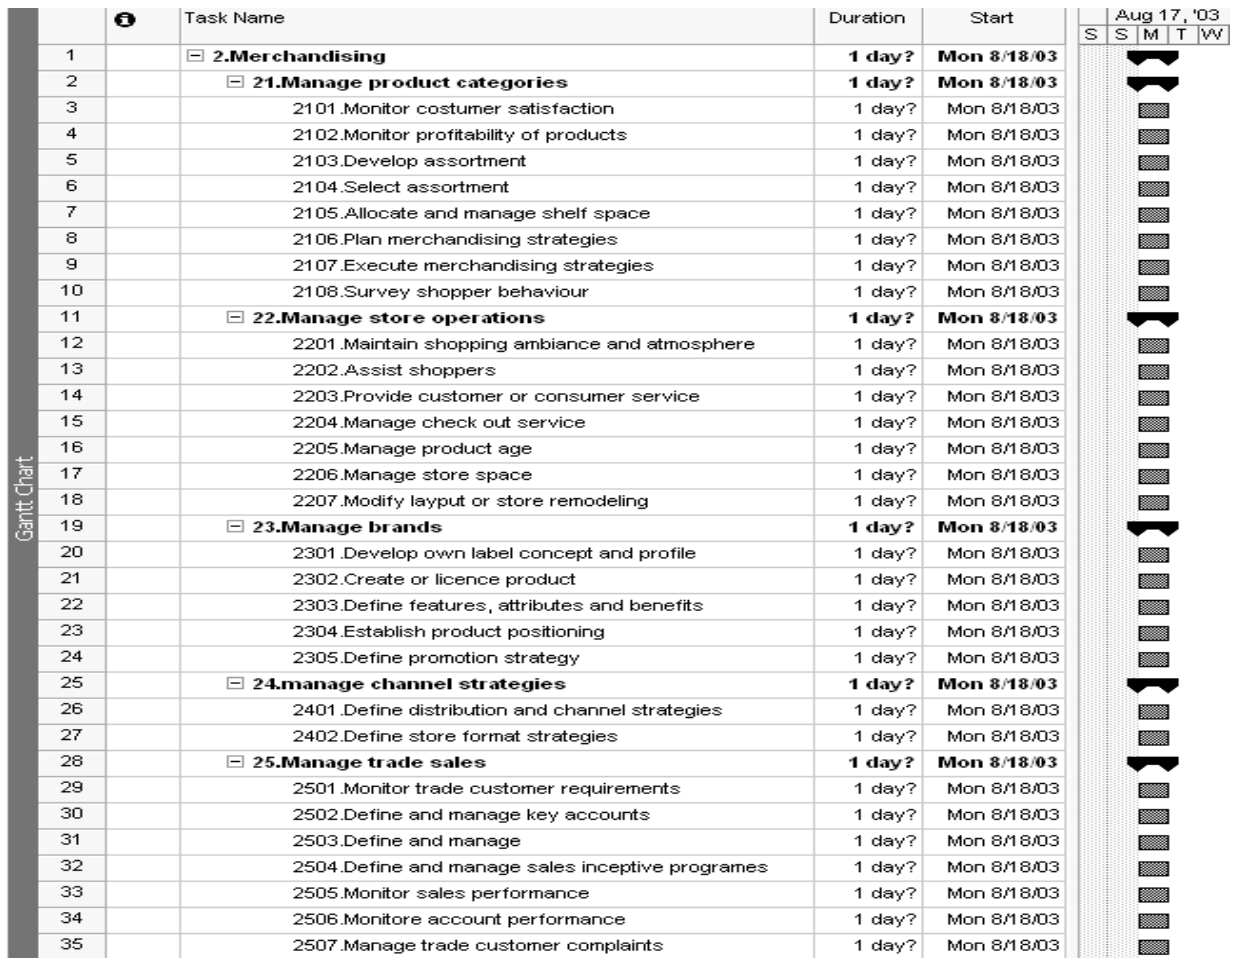 Task Name Duration Start Aug 17, '03
S S M T W
1 2.Merchandising 1 day? Mon 8/18/03
2 21.Manage product categories 1 day? Mon 8/18/03
3 2101.Monitor costumer satisfaction 1 day? Mon 8/18/03
4 2102.Monitor profitability of products 1 day? Mon 8/18/03
5 2103.Develop assortment 1 day? Mon 8/18/03
6 2104.Select assortment 1 day? Mon 8/18/03
7 2105.Allocate and manage shelf space 1 day? Mon 8/18/03
8 2106.Plan merchandising strategies 1 day? Mon 8/18/03
9 2107.Execute merchandising strategies 1 day? Mon 8/18/03
10 2108.Survey shopper behaviour 1 day? Mon 8/18/03
11 22.Manage store operations 1 day? Mon 8/18/03
12 2201.Maintain shopping ambiance and atmosphere 1 day? Mon 8/18/03
13 2202.Assist shoppers 1 day? Mon 8/18/03
14 2203.Provide customer or consumer service 1 day? Mon 8/18/03
15 2204.Manage check out service 1 day? Mon 8/18/03
16 2205.Manage product age 1 day? Mon 8/18/03
17 2206.Manage store space 1 day? Mon 8/18/03
18 2207.Modify layput or store remodeling 1 day? Mon 8/18/03
19 23.Manage brands 1 day? Mon 8/18/03
20 2301.Develop own label concept and profile 1 day? Mon 8/18/03
21 2302.Create or licence product 1 day? Mon 8/18/03
22 2303.Define features, attributes and benefits 1 day? Mon 8/18/03
23 2304.Establish product positioning 1 day? Mon 8/18/03
24 2305.Define promotion strategy 1 day? Mon 8/18/03
25 24.manage channel strategies 1 day? Mon 8/18/03
26 2401.Define distribution and channel strategies 1 day? Mon 8/18/03
27 2402.Define store format strategies 1 day? Mon 8/18/03
28 25.Manage trade sales 1 day? Mon 8/18/03
29 2501.Monitor trade customer requirements 1 day? Mon 8/18/03
30 2502.Define and manage key accounts 1 day? Mon 8/18/03
31 2503.Define and manage 1 day? Mon 8/18/03
32 2504.Define and manage sales inceptive programes 1 day? Mon 8/18/03
33 2505.Monitor sales performance 1 day? Mon 8/18/03
34 2506.Monitore account performance 1 day? Mon 8/18/03
35 2507.Manage trade customer complaints 1 day? Mon 8/18/03
Gantt Chart